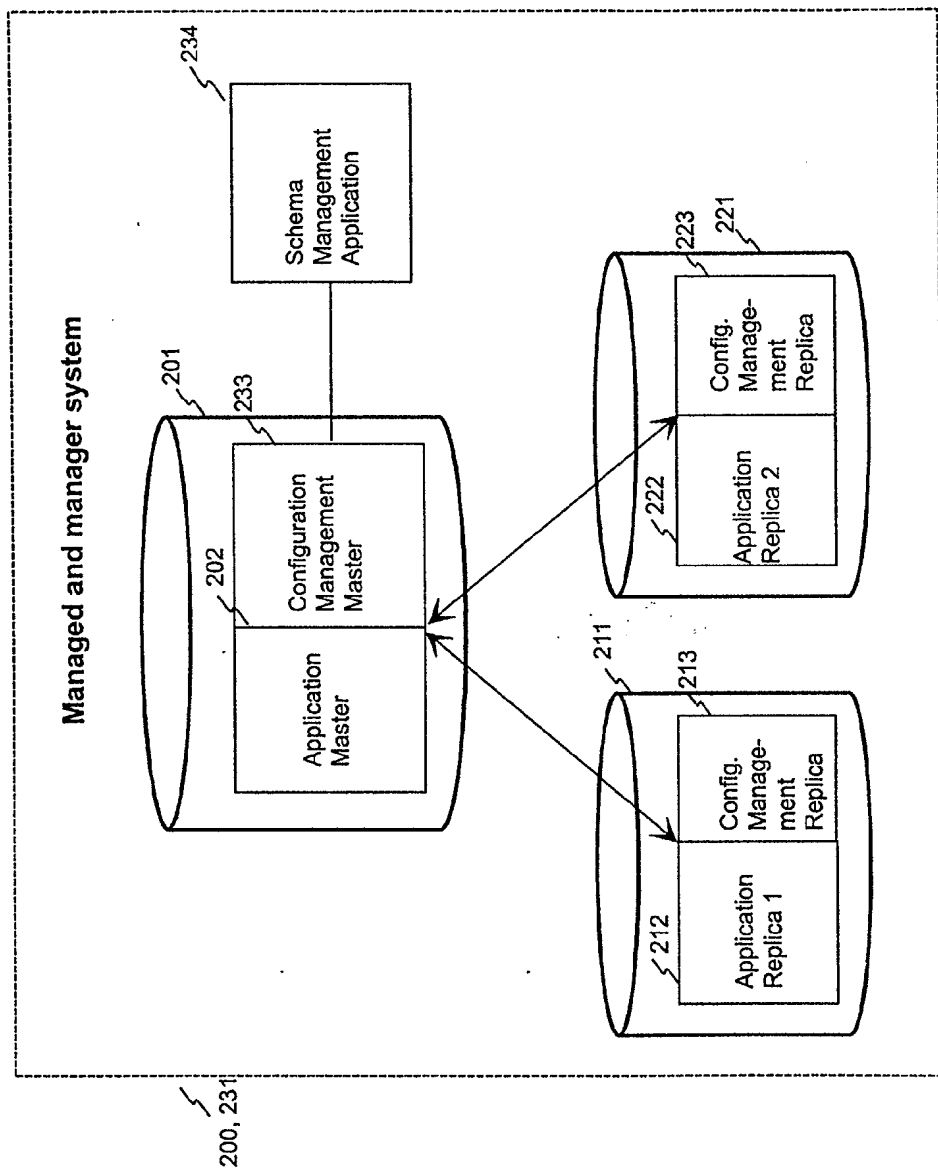 Managed and manager system
201
233
202
Application
Master
Configuration
Management
Master
234
Schema
Management
Application
211
213
212
Application
Replica 1
Config.
Manage-
ment
Replica
221
223
222
Application
Replica 2
Config.
Manage-
ment
Replica
200, 231